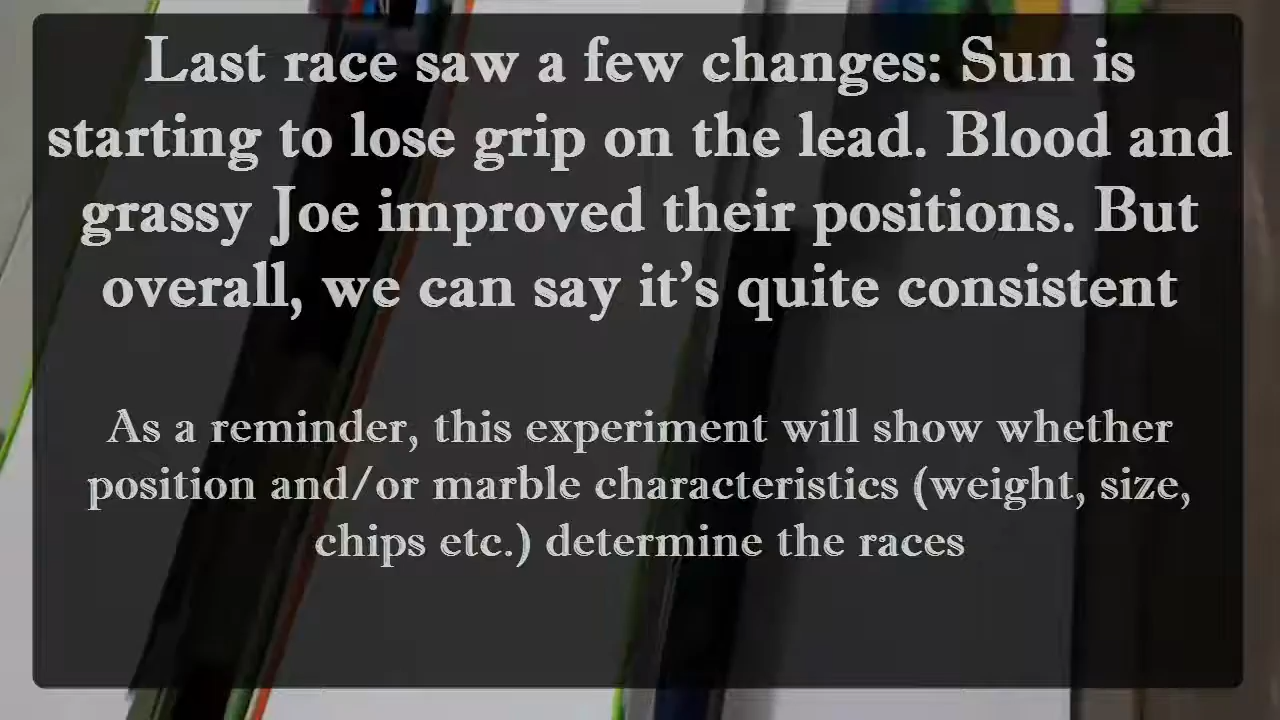 Last race saw a few changes: Sun is
starting to lose grip on the lead. Blood and
grassy Joe improved their positions. But
overall, we can say it’s quite consistent
As a reminder, this experiment will show whether
position and/or marble characteristics (weight, size,
chips etc.) determine the races